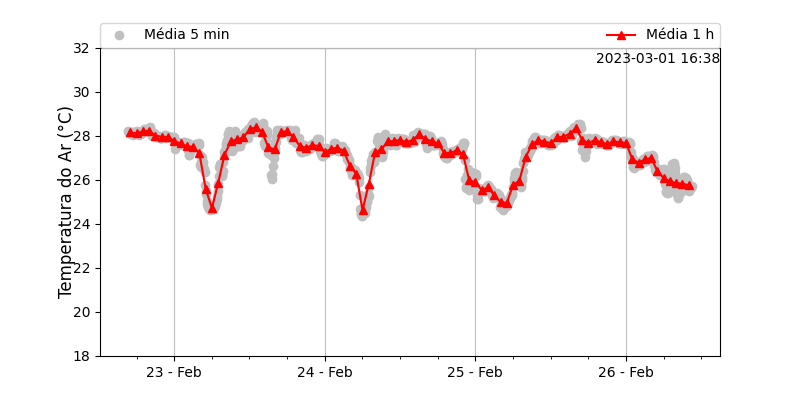 Média 5 min
Média 1 h
2023-03-01 16:38
Temperatura do Ar (°C)
32
30
28
26
24
22
20
18
23 - Feb
24 - Feb
25 - Feb
26 - Feb